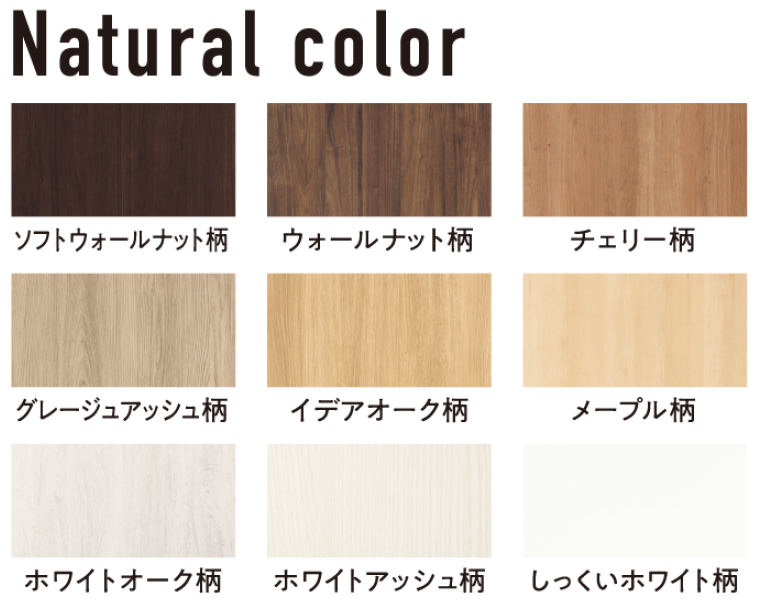 Natural color
ソフトウォールナット柄
ウォールナット柄
チェリー柄
グレージュアッシュ柄
イデアオーク柄
メープル柄
ホワイトオーク柄
ホワイトアッシュ柄
しっくいホワイト柄